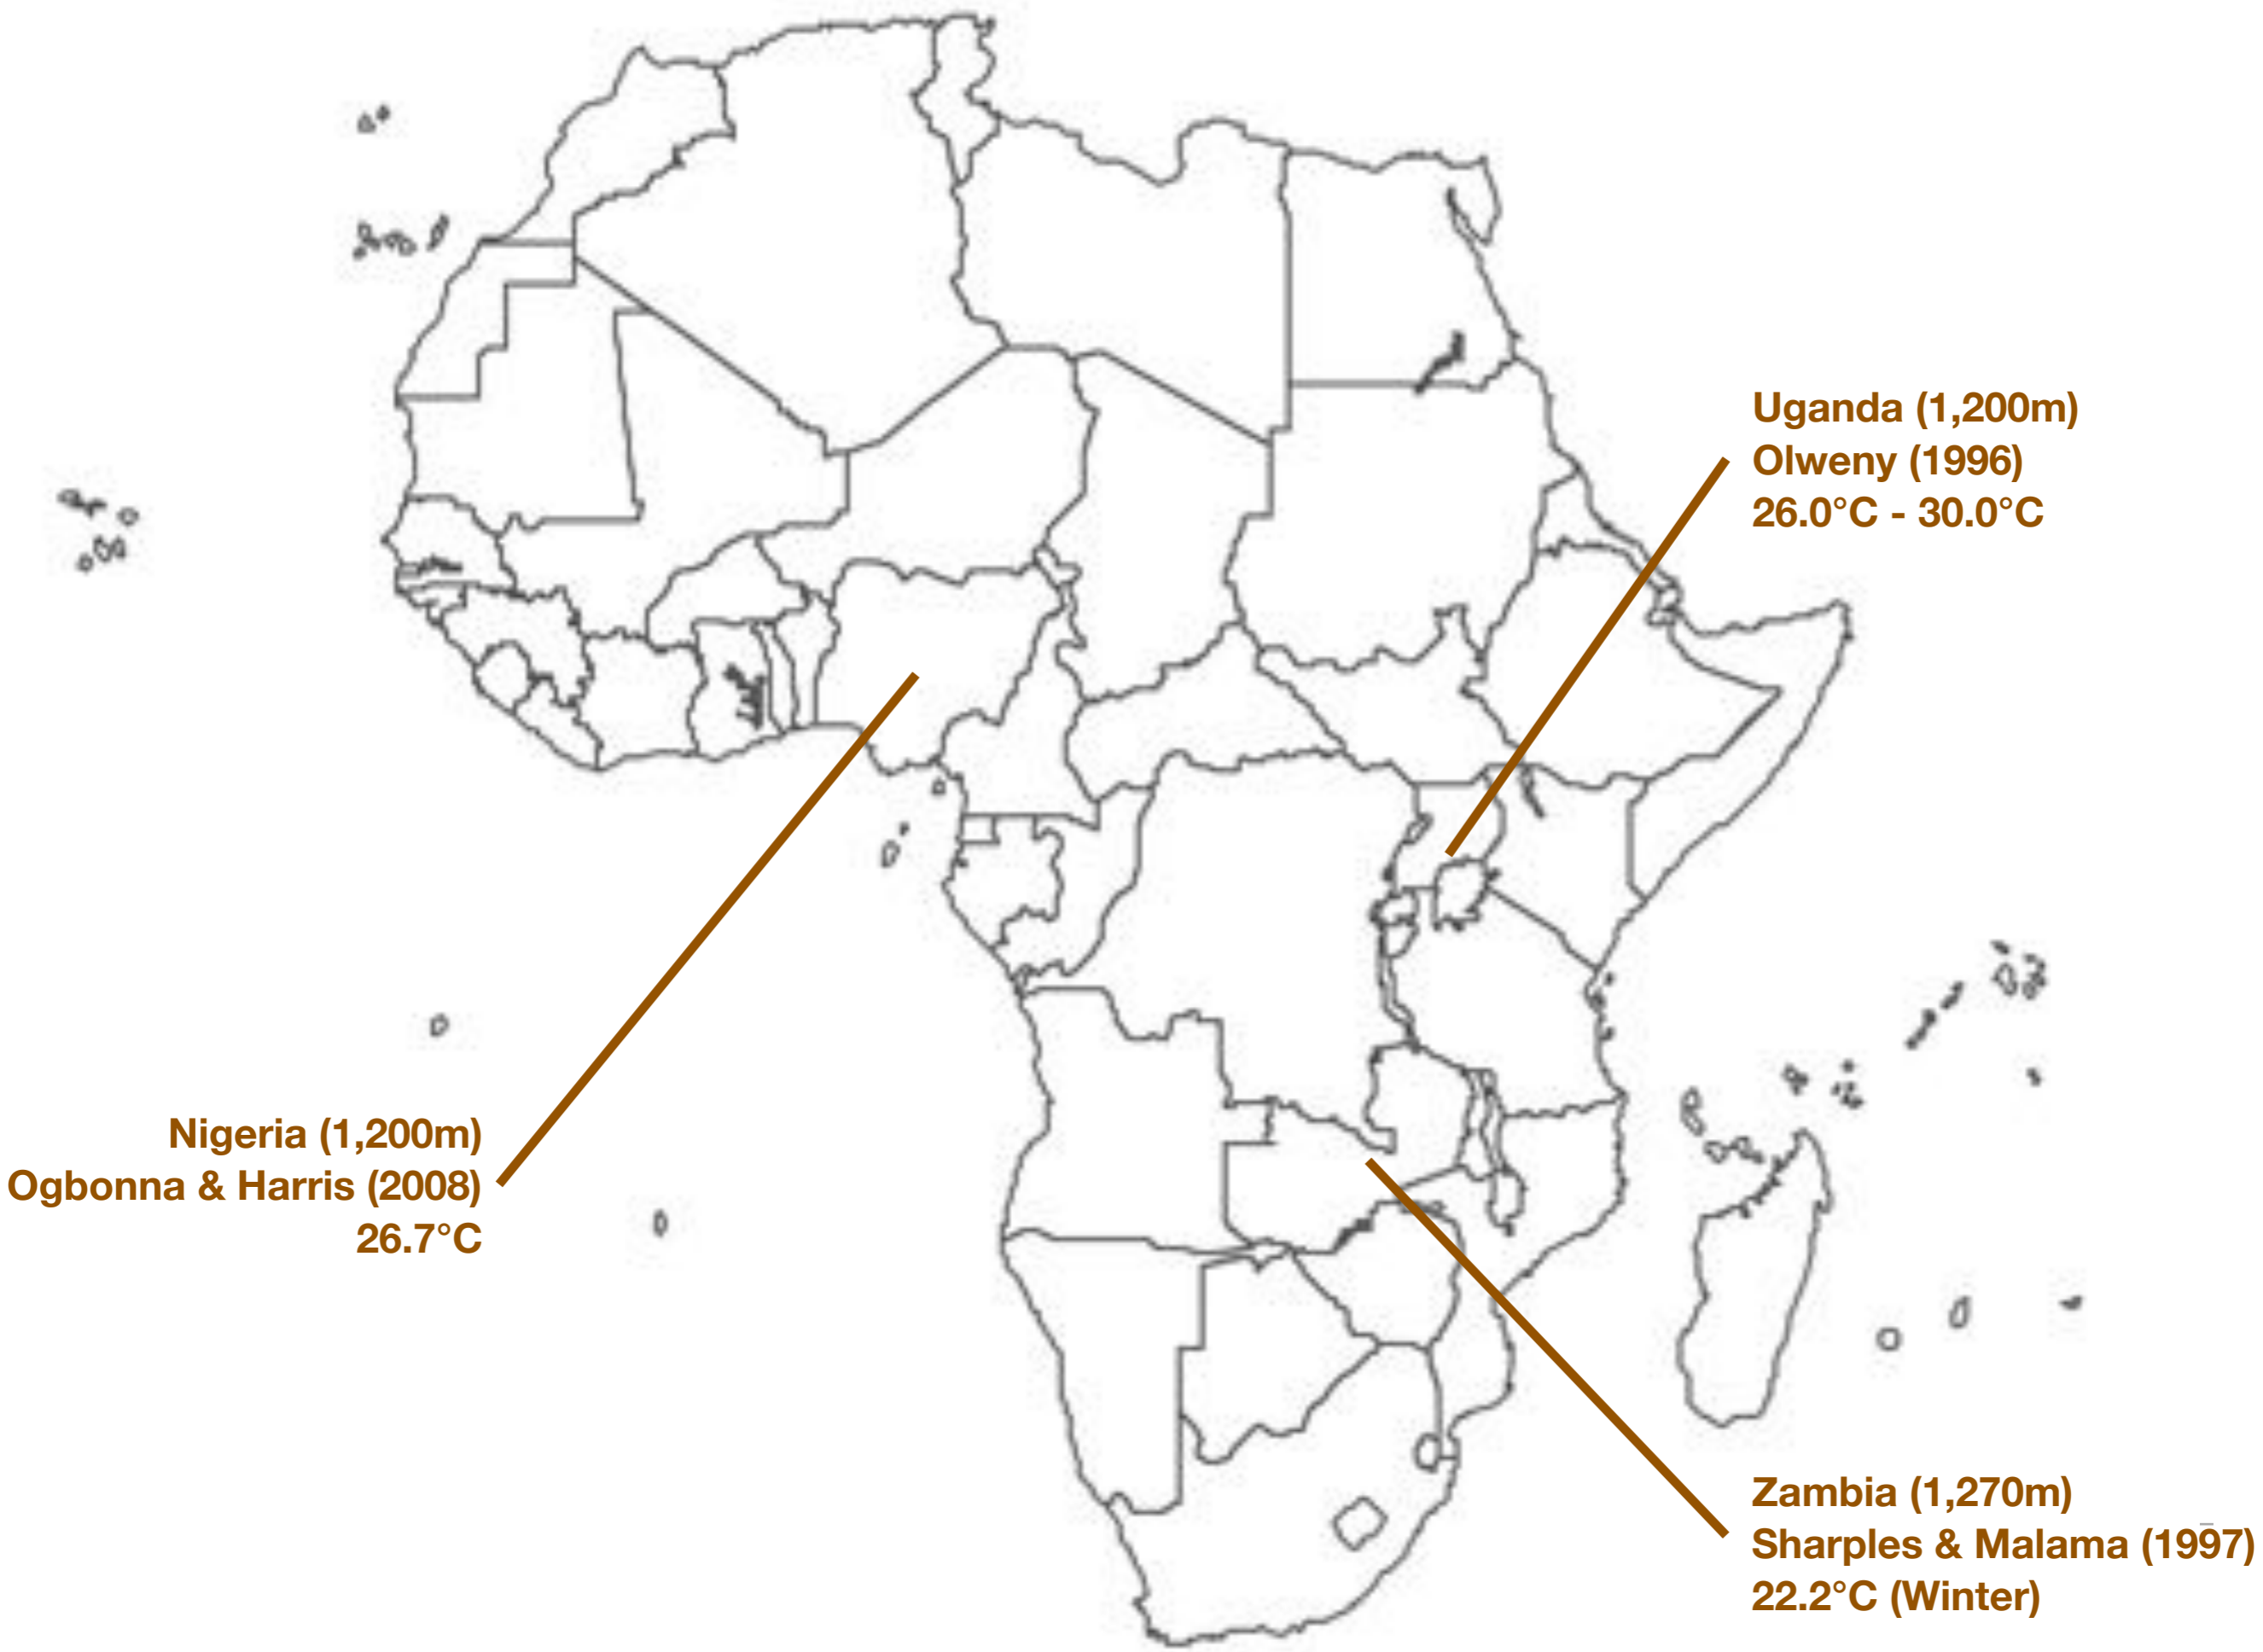 Uganda (1,200m)
Olweny (1996)
26.0°C - 30.0°C
Nigeria (1,200m)
Ogbonna & Harris (2008)
26.7°C
Zambia (1,270m)
Sharples & Malama (1997)
22.2°C (Winter)